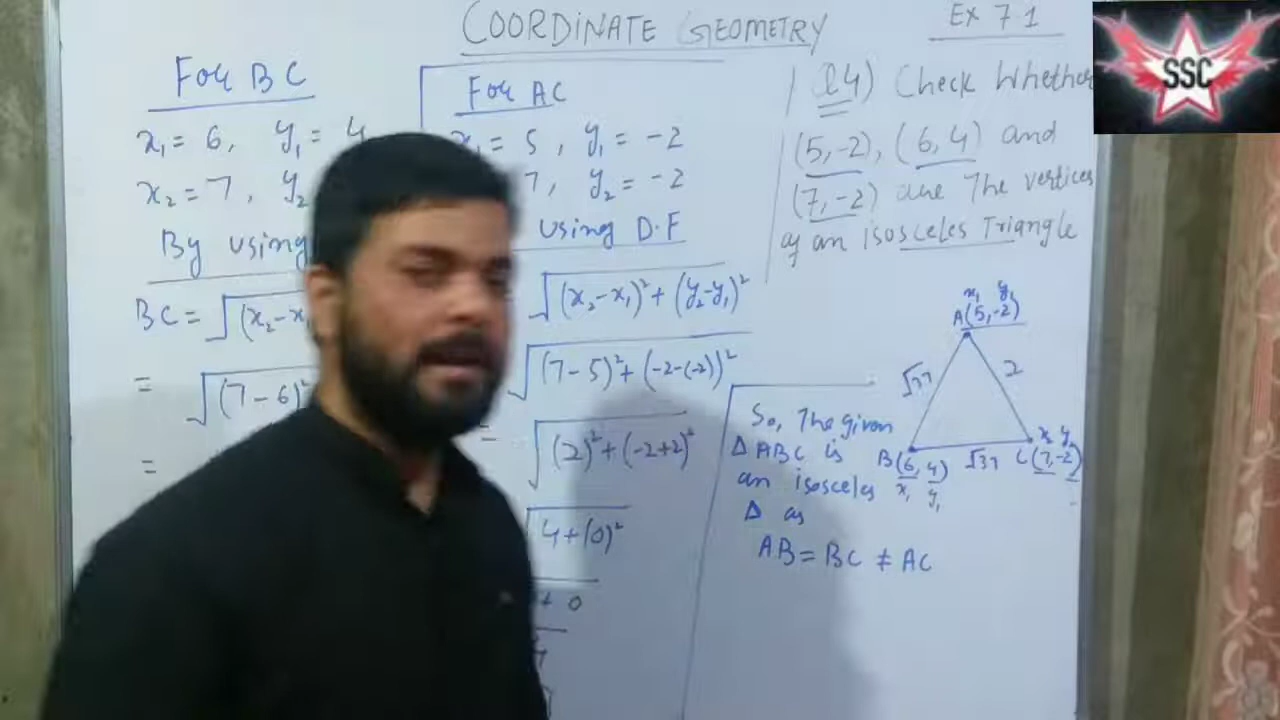 COORDINATE GEOMETRY
Ex 7.1
SSC
For BC
x₁ = 6, y₁ = 4
x₂ = 7, y₂
By using
BC = √(x₂-x₁
= √(7-6)²
=
For AC
x₁ = 5, y₁ = -2
7, y₂ = -2
using D.F
√(x₂-x₁)² + (y₂-y₁)²
√(7-5)² + (-2-(-2))²
= √(2)² + (-2+2)²
√4 + (0)²
+ 0
Q4) Check Whether
(5,-2), (6,4) and
(7,-2) are The vertices
of an isosceles Triangle
x₁ y₁
A(5,-2)
√37 2
x₂ y₂
B(6,4) √37 C(7,-2)
x₁ y₁
So, The given
Δ ABC is
an isosceles
Δ as
AB = BC ≠ AC